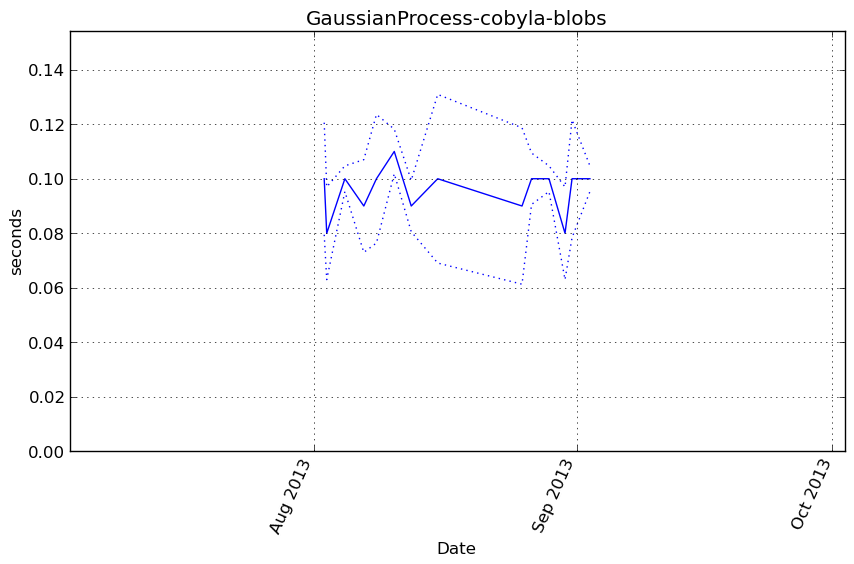 GaussianProcess-cobyla-blobs
0.14
0.12
0.10
0.08
0.06
0.04
0.02
0.00
seconds
Aug 2013
Sep 2013
Oct 2013
Date